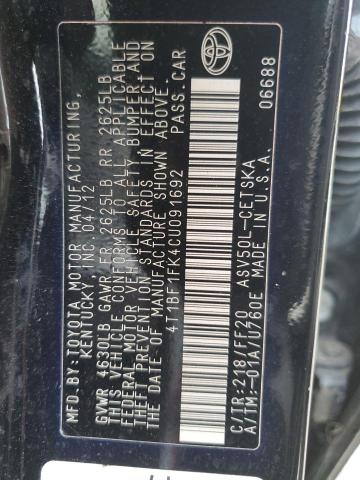 MFD. BY: TOYOTA MOTOR MANUFACTURING,
KENTUCKY, INC. 04/12
GVWR 4630LB GAWR FR 2625LB RR 2625LB
THIS VEHICLE CONFORMS TO ALL APPLICABLE
FEDERAL MOTOR VEHICLE SAFETY, BUMPER, AND
THEFT PREVENTION STANDARDS IN EFFECT ON
THE DATE OF MANUFACTURE SHOWN ABOVE.
4T1BF1FK4CU091692 PASS.CAR
C/TR:218/FF20 ASV50L-CETSKA
A/TM:-01A/U760E U.S.A. 06688